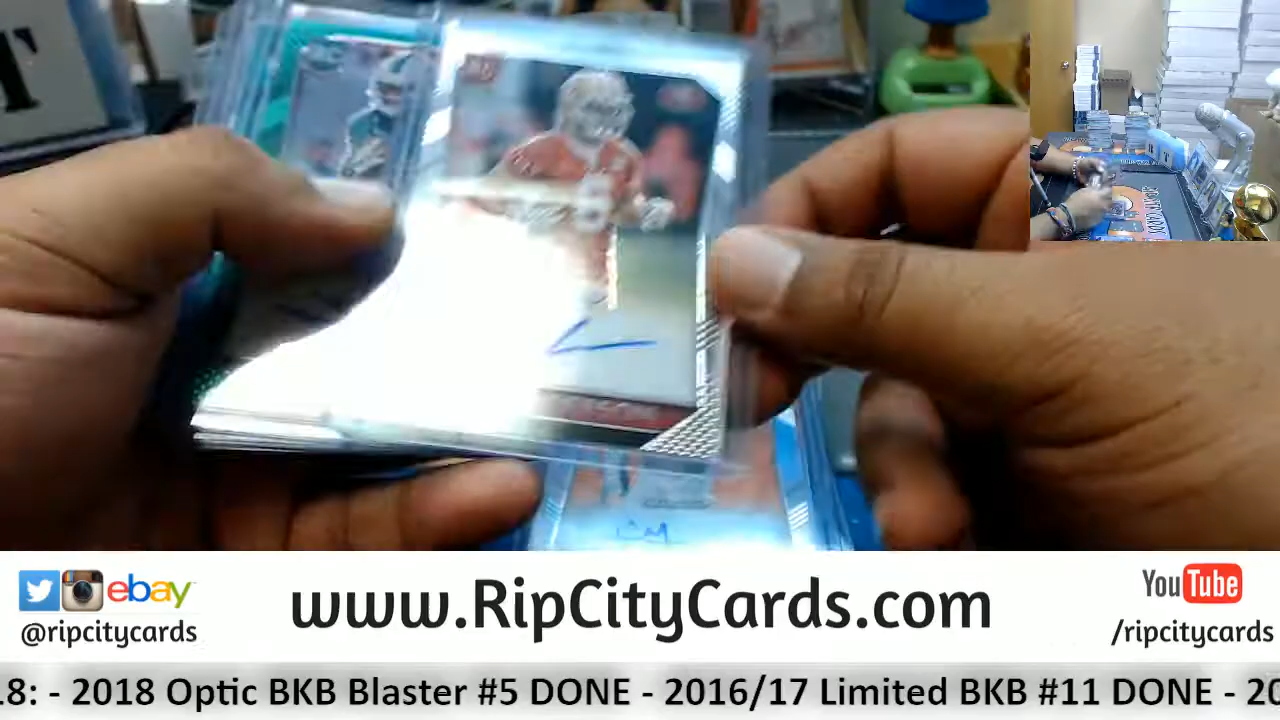 ebay
@ripcitycards
www.RipCityCards.com
You Tube
/ripcitycards
.8: - 2018 Optic BKB Blaster #5 DONE - 2016/17 Limited BKB #11 DONE - 20